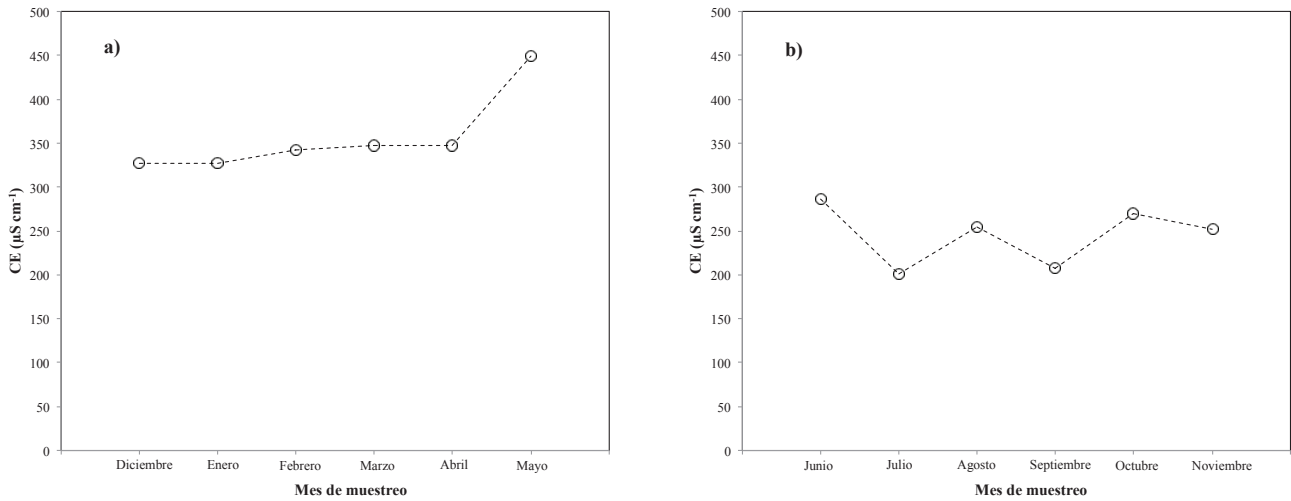 a)
500
450
400
350
300
250
200
150
100
50
0
CE (µS cm-1)
Diciembre Enero Febrero Marzo Abril Mayo
Mes de muestreo
b)
500
450
400
350
300
250
200
150
100
50
0
CE (µS cm-1)
Junio Julio Agosto Septiembre Octubre Noviembre
Mes de muestreo